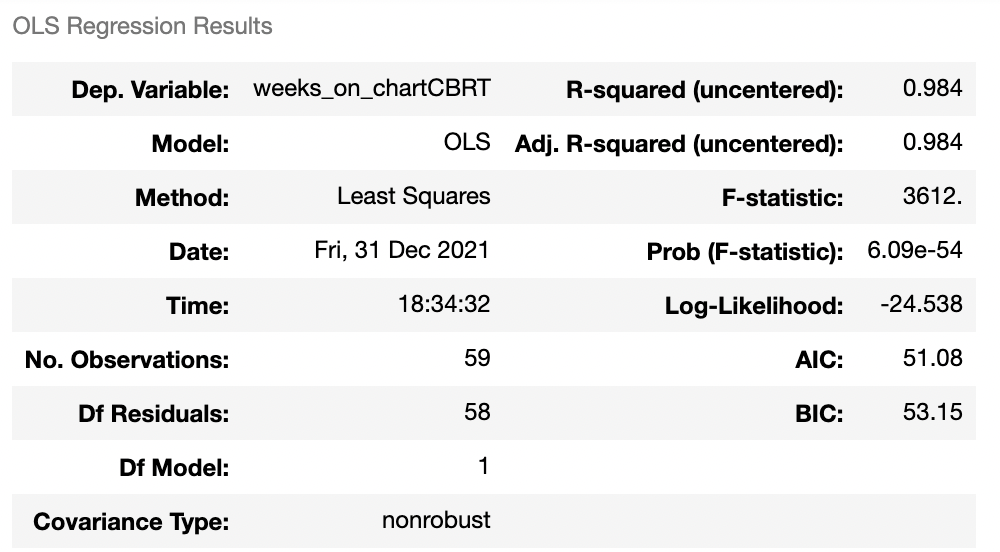 OLS Regression Results
Dep. Variable: weeks_on_chartCBRT R-squared (uncentered): 0.984
Model: OLS Adj. R-squared (uncentered): 0.984
Method: Least Squares F-statistic: 3612.
Date: Fri, 31 Dec 2021 Prob (F-statistic): 6.09e-54
Time: 18:34:32 Log-Likelihood: -24.538
No. Observations: 59 AIC: 51.08
Df Residuals: 58 BIC: 53.15
Df Model: 1
Covariance Type: nonrobust